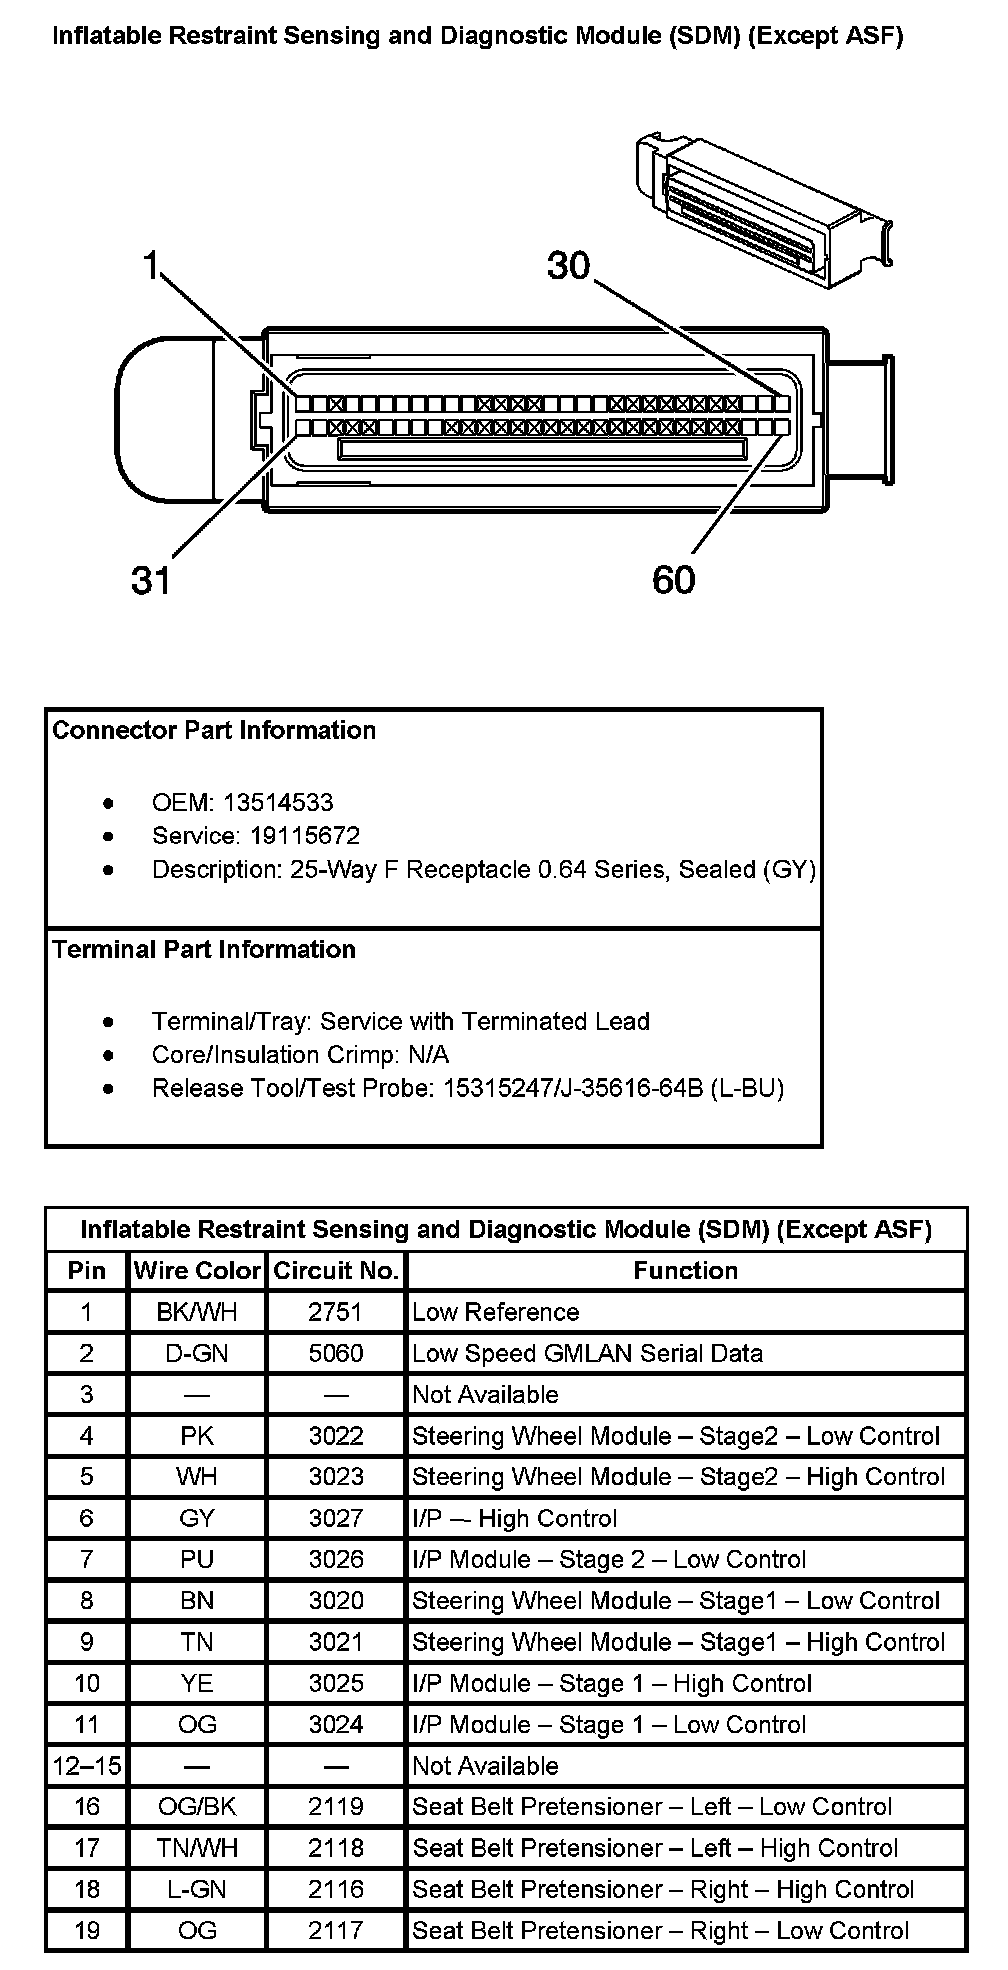 Inflatable Restraint Sensing and Diagnostic Module (SDM) (Except ASF)
1
30
31
60
Connector Part Information
• OEM: 13514533
• Service: 19115672
• Description: 25-Way F Receptacle 0.64 Series, Sealed (GY)
Terminal Part Information
• Terminal/Tray: Service with Terminated Lead
• Core/Insulation Crimp: N/A
• Release Tool/Test Probe: 15315247/J-35616-64B (L-BU)
Inflatable Restraint Sensing and Diagnostic Module (SDM) (Except ASF)
Pin Wire Color Circuit No. Function
1 BK/WH 2751 Low Reference
2 D-GN 5060 Low Speed GMLAN Serial Data
3 — — Not Available
4 PK 3022 Steering Wheel Module – Stage2 – Low Control
5 WH 3023 Steering Wheel Module – Stage2 – High Control
6 GY 3027 I/P –- High Control
7 PU 3026 I/P Module – Stage 2 – Low Control
8 BN 3020 Steering Wheel Module – Stage1 – Low Control
9 TN 3021 Steering Wheel Module – Stage1 – High Control
10 YE 3025 I/P Module – Stage 1 – High Control
11 OG 3024 I/P Module – Stage 1 – Low Control
12–15 — — Not Available
16 OG/BK 2119 Seat Belt Pretensioner – Left – Low Control
17 TN/WH 2118 Seat Belt Pretensioner – Left – High Control
18 L-GN 2116 Seat Belt Pretensioner – Right – High Control
19 OG 2117 Seat Belt Pretensioner – Right – Low Control